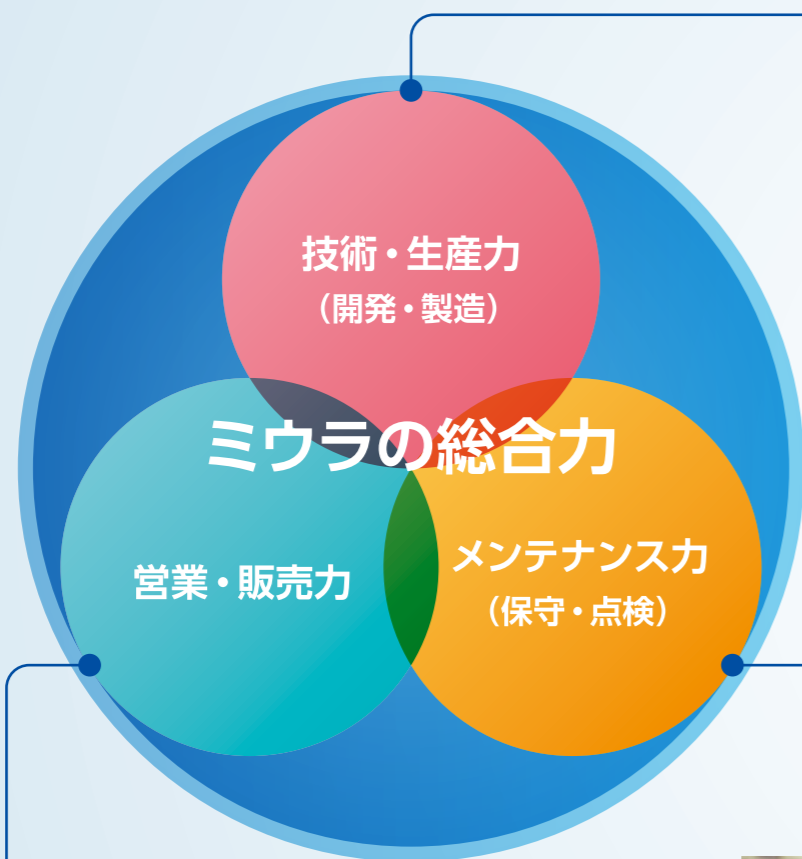 技術・生産力
（開発・製造）
ミウラの総合力
営業・販売力
メンテナンス力
（保守・点検）